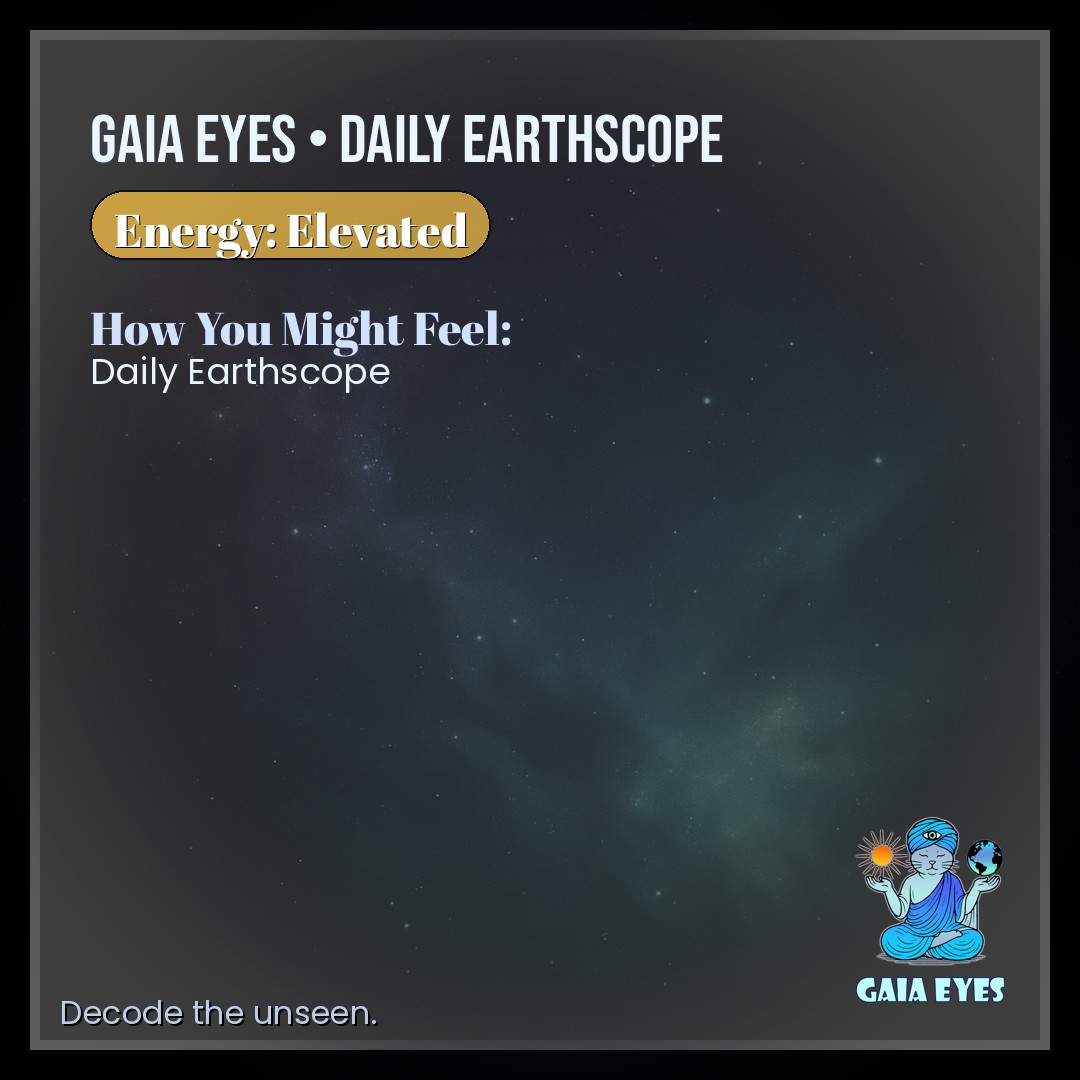 GAIA EYES • DAILY EARTHSCOPE
Energy: Elevated
How You Might Feel:
Daily Earthscope
GAIA EYES
Decode the unseen.